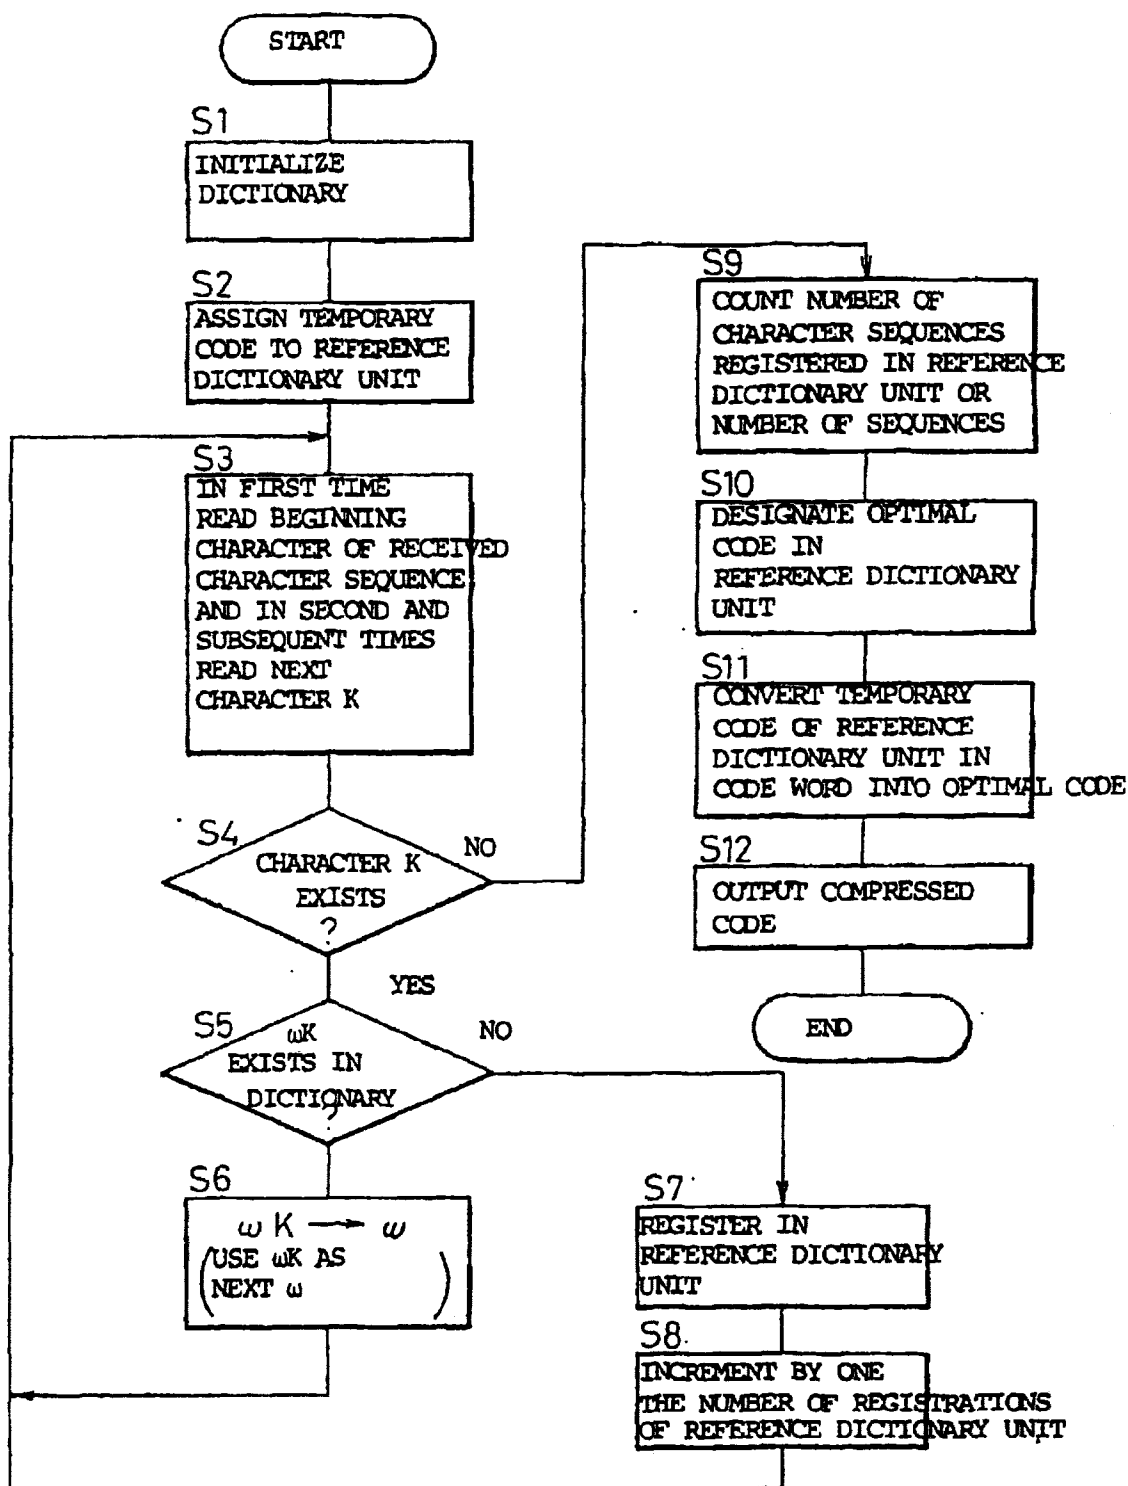 START
S1
INITIALIZE
DICTIONARY
S2
ASSIGN TEMPORARY
CODE TO REFERENCE
DICTIONARY UNIT
S3
IN FIRST TIME
READ BEGINNING
CHARACTER OF RECEIVED
CHARACTER SEQUENCE
AND IN SECOND AND
SUBSEQUENT TIMES
READ NEXT
CHARACTER K
S4
CHARACTER K
EXISTS
?
NO
YES
S5
ωK
EXISTS IN
DICTIONARY
?
NO
S6
ω K → ω
(USE ωK AS
NEXT ω)
S7
REGISTER IN
REFERENCE DICTIONARY
UNIT
S8
INCREMENT BY ONE
THE NUMBER OF REGISTRATIONS
OF REFERENCE DICTIONARY UNIT
S9
COUNT NUMBER OF
CHARACTER SEQUENCES
REGISTERED IN REFERENCE
DICTIONARY UNIT OR
NUMBER OF SEQUENCES
S10
DESIGNATE OPTIMAL
CODE IN
REFERENCE DICTIONARY
UNIT
S11
CONVERT TEMPORARY
CODE OF REFERENCE
DICTIONARY UNIT IN
CODE WORD INTO OPTIMAL CODE
S12
OUTPUT COMPRESSED
CODE
END